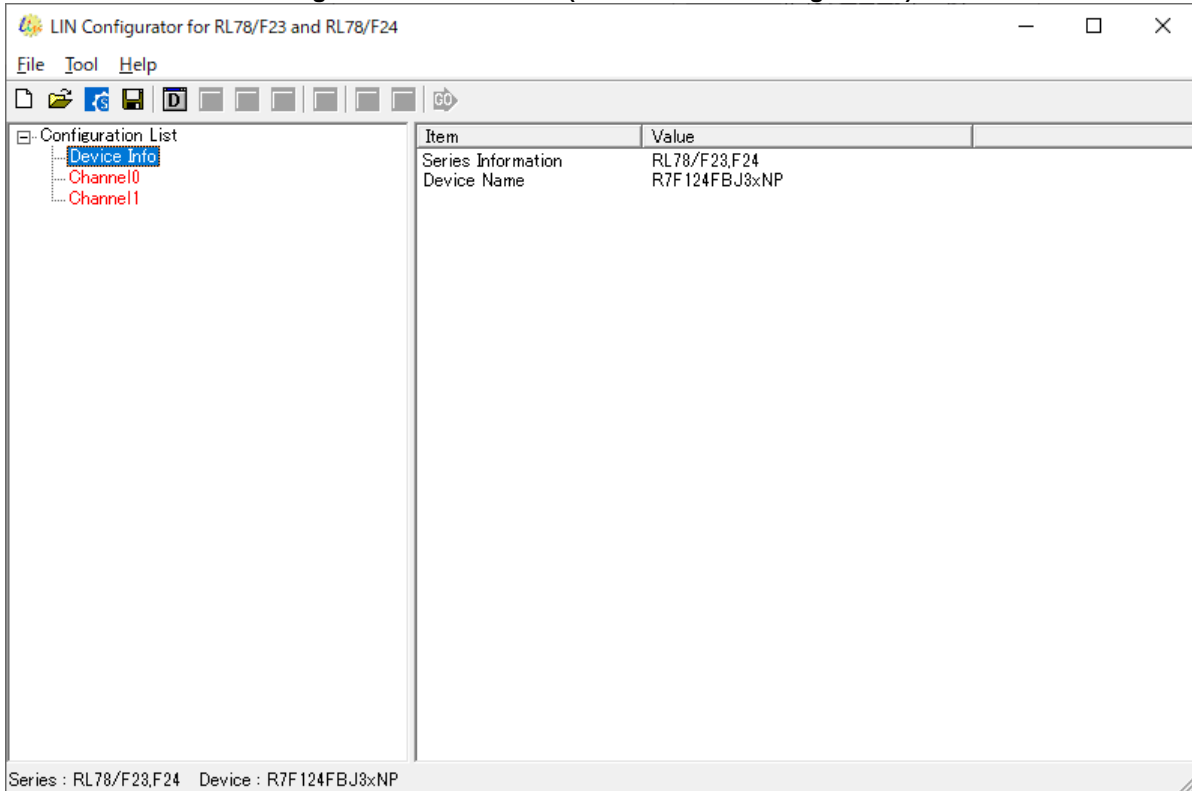 LIN Configurator for RL78/F23 and RL78/F24
File Tool Help
D GO
Configuration List
Device Info
Channel0
Channel1
Item Value
Series Information RL78/F23,F24
Device Name R7F124FBJ3xNP
Series : RL78/F23,F24 Device : R7F124FBJ3xNP